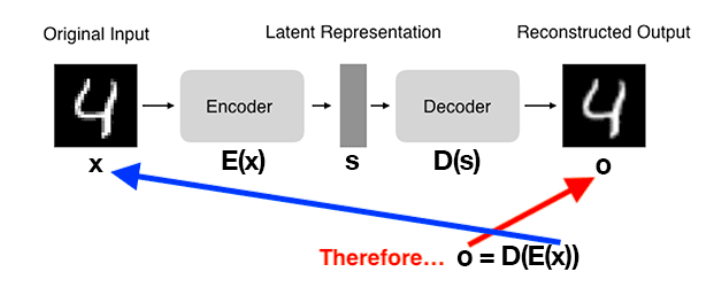 Original Input Latent Representation Reconstructed Output
4 Encoder Decoder 4
x E(x) s D(s) o
Therefore... o = D(E(x))